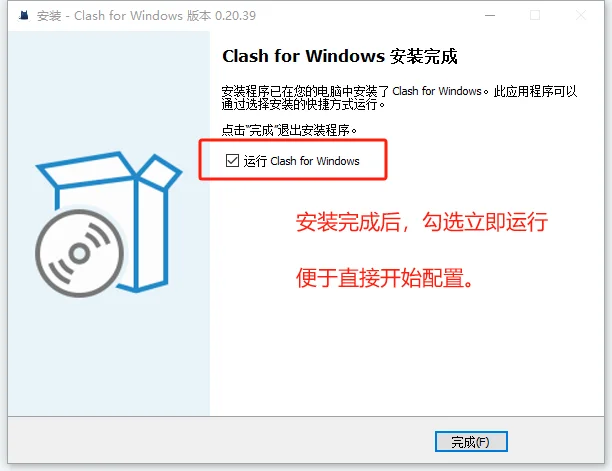 安装 - Clash for Windows 版本 0.20.39
Clash for Windows 安装完成
安装程序已在您的电脑中安装了 Clash for Windows。此应用程序可以
通过选择安装的快捷方式运行。
点击“完成”退出安装程序。
运行 Clash for Windows
安装完成后，勾选立即运行
便于直接开始配置。
完成(F)